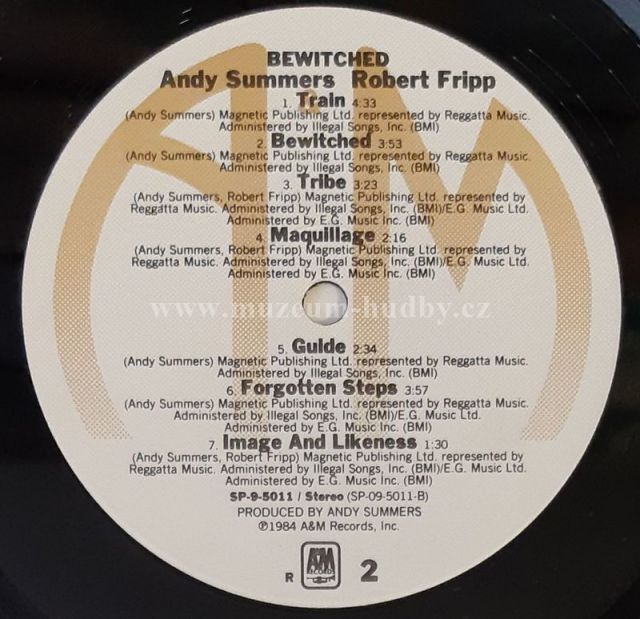 BEWITCHED
Andy Summers Robert Fripp
1. Train 4:33
(Andy Summers) Magnetic Publishing Ltd. represented by Reggatta Music.
Administered by Illegal Songs, Inc. (BMI)
2. Bewitched 3:53
(Andy Summers) Magnetic Publishing Ltd. represented by Reggatta Music.
Administered by Illegal Songs, Inc. (BMI)
3. Tribe 3:23
(Andy Summers, Robert Fripp) Magnetic Publishing Ltd. represented by
Reggatta Music. Administered by Illegal Songs, Inc. (BMI)/E.G. Music Ltd.
Administered by E.G. Music Inc. (BMI)
4. Maquillage 2:16
(Andy Summers, Robert Fripp) Magnetic Publishing Ltd. represented by
Reggatta Music. Administered by Illegal Songs, Inc. (BMI)/E.G. Music Ltd.
Administered by E.G. Music Inc. (BMI)
www.muzeum-hudby.cz
5. Guide 2:34
(Andy Summers) Magnetic Publishing Ltd. represented by Reggatta Music.
Administered by Illegal Songs, Inc. (BMI)
6. Forgotten Steps 3:57
(Andy Summers) Magnetic Publishing Ltd. represented by Reggatta Music.
Administered by Illegal Songs, Inc. (BMI)/E.G. Music Ltd.
Administered by E.G. Music Inc. (BMI)
7. Image And Likeness 1:30
(Andy Summers, Robert Fripp) Magnetic Publishing Ltd. represented by
Reggatta Music. Administered by Illegal Songs, Inc. (BMI)/E.G. Music Ltd.
Administered by E.G. Music Inc. (BMI)
SP-9-5011 / Stereo (SP-09-5011-B)
PRODUCED BY ANDY SUMMERS
℗1984 A&M Records, Inc.
R A&M RECORDS 2